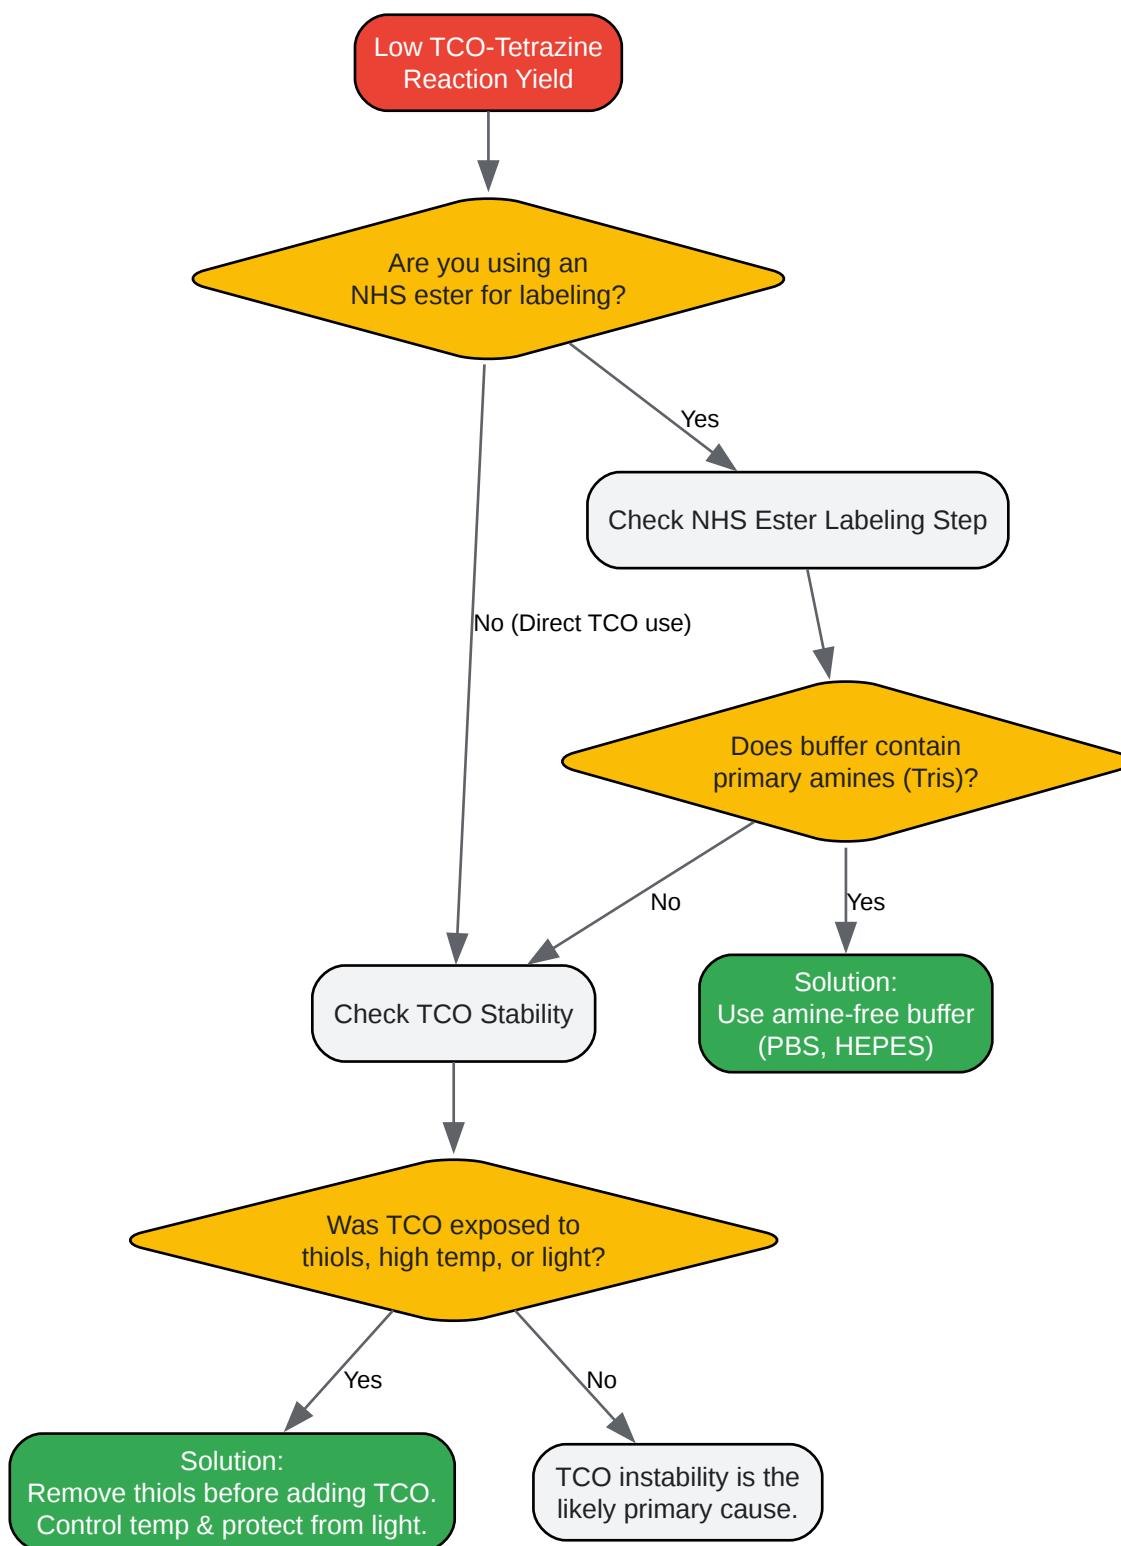 Low TCO-Tetrazine
Reaction Yield
Are you using an
NHS ester for labeling?
Yes
Check NHS Ester Labeling Step
No (Direct TCO use)
Does buffer contain
primary amines (Tris)?
No
Yes
Check TCO Stability
Solution:
Use amine-free buffer
(PBS, HEPES)
Was TCO exposed to
thiols, high temp, or light?
Yes
No
Solution:
Remove thiols before adding TCO.
Control temp & protect from light.
TCO instability is the
likely primary cause.